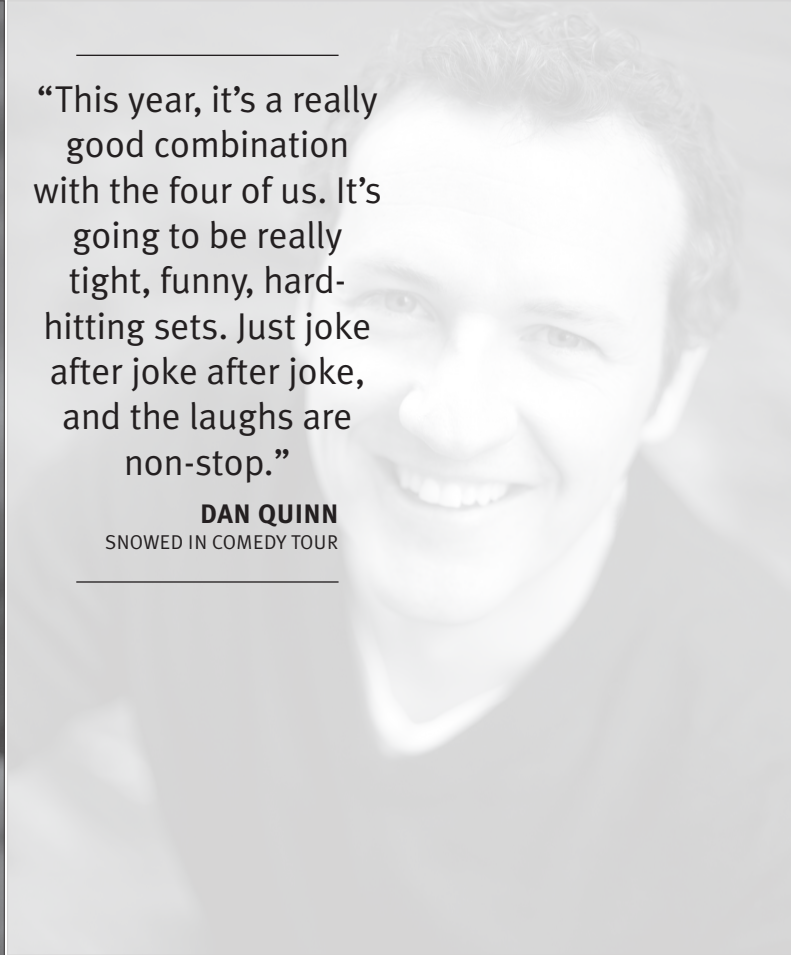 “This year, it’s a really
good combination
with the four of us. It’s
going to be really
tight, funny, hard-
hitting sets. Just joke
after joke after joke,
and the laughs are
non-stop.”
DAN QUINN
SNOWED IN COMEDY TOUR